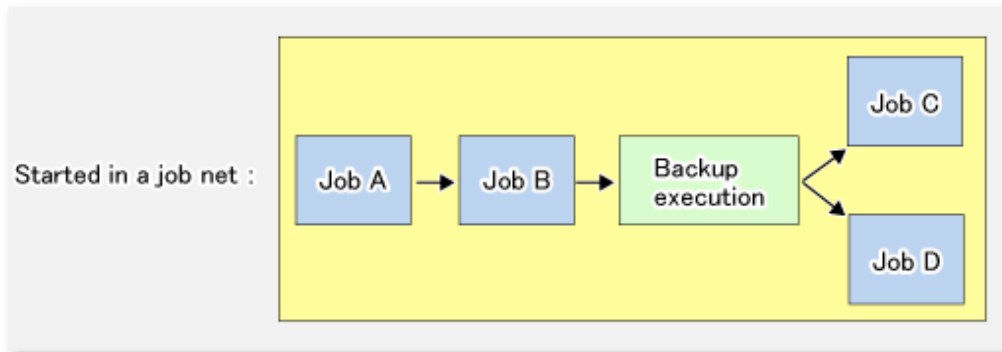 Started in a job net :
Job A
Job B
Backup
execution
Job C
Job D